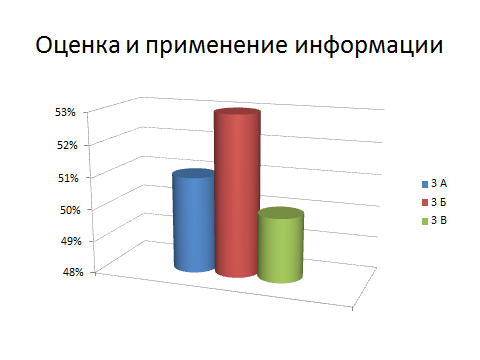 Оценка и применение информации
53%
52%
51%
50%
49%
48%
3 А
3 Б
3 В